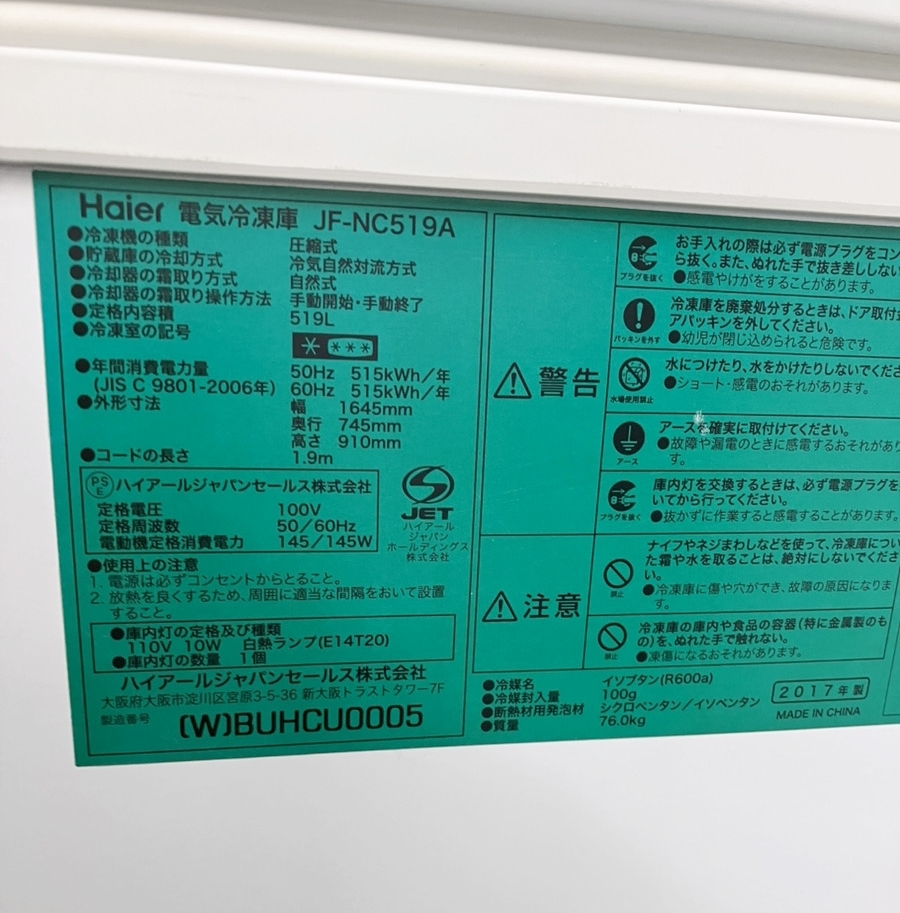 Haier 電気冷凍庫 JF-NC519A
●冷凍機の種類 圧縮式
●貯蔵庫の冷却方式 冷気自然対流方式
●冷却器の霜取り方式 自然式
●冷却器の霜取り操作方法 手動開始・手動終了
●定格内容積 519L
●冷凍室の記号
●年間消費電力量 50Hz 515kWh/年
(JIS C 9801-2006年) 60Hz 515kWh/年
●外形寸法 幅 1645mm
奥行 745mm
高さ 910mm
●コードの長さ 1.9m
PS
E
ハイアールジャパンセールス株式会社
定格電圧 100V
定格周波数 50/60Hz
電動機定格消費電力 145/145W
JET
ハイアール
ジャパン
ホールディングス
株式会社
●使用上の注意
1. 電源は必ずコンセントからとること。
2. 放熱を良くするため、周囲に適当な間隔をおいて設置
すること。
●庫内灯の定格及び種類
110V 10W 白熱ランプ(E14T20)
●庫内灯の数量 1個
ハイアールジャパンセールス株式会社
大阪府大阪市淀川区宮原3-5-36 新大阪トラストタワー7F
製造番号 (W)BUHCU0005
警告
プラグを抜く
お手入れの際は必ず電源プラグをコン
ら抜く。また、ぬれた手で抜き差ししない
●感電やけがをすることがあります。
パッキンを外す
冷凍庫を廃棄処分するときは、ドア取付
アパッキンを外してください。
●幼児が閉じ込められると危険です。
水場使用禁止
水につけたり、水をかけたりしないでくださ
●ショート・感電のおそれがあります。
アース
アースを確実に取付けてください。
●故障や漏電のときに感電するおそれがあり
す。
プラグを抜く
庫内灯を交換するときは、必ず電源プラグを
いてから行ってください。
●抜かずに作業すると感電することがあります。
注意
禁止
ナイフやネジまわしなどを使って、冷凍庫につい
た霜や水を取ることは、絶対にしないでくださ
い。
●冷凍庫に傷や穴ができ、故障の原因になりま
す。
禁止
冷凍庫の庫内や食品の容器(特に金属製のも
の)を、ぬれた手で触れない。
●凍傷になるおそれがあります。
●冷媒名 イソブタン(R600a)
●冷媒封入量 100g
●断熱材用発泡材 シクロペンタン/イソペンタン
●質量 76.0kg
2017年製
MADE IN CHINA